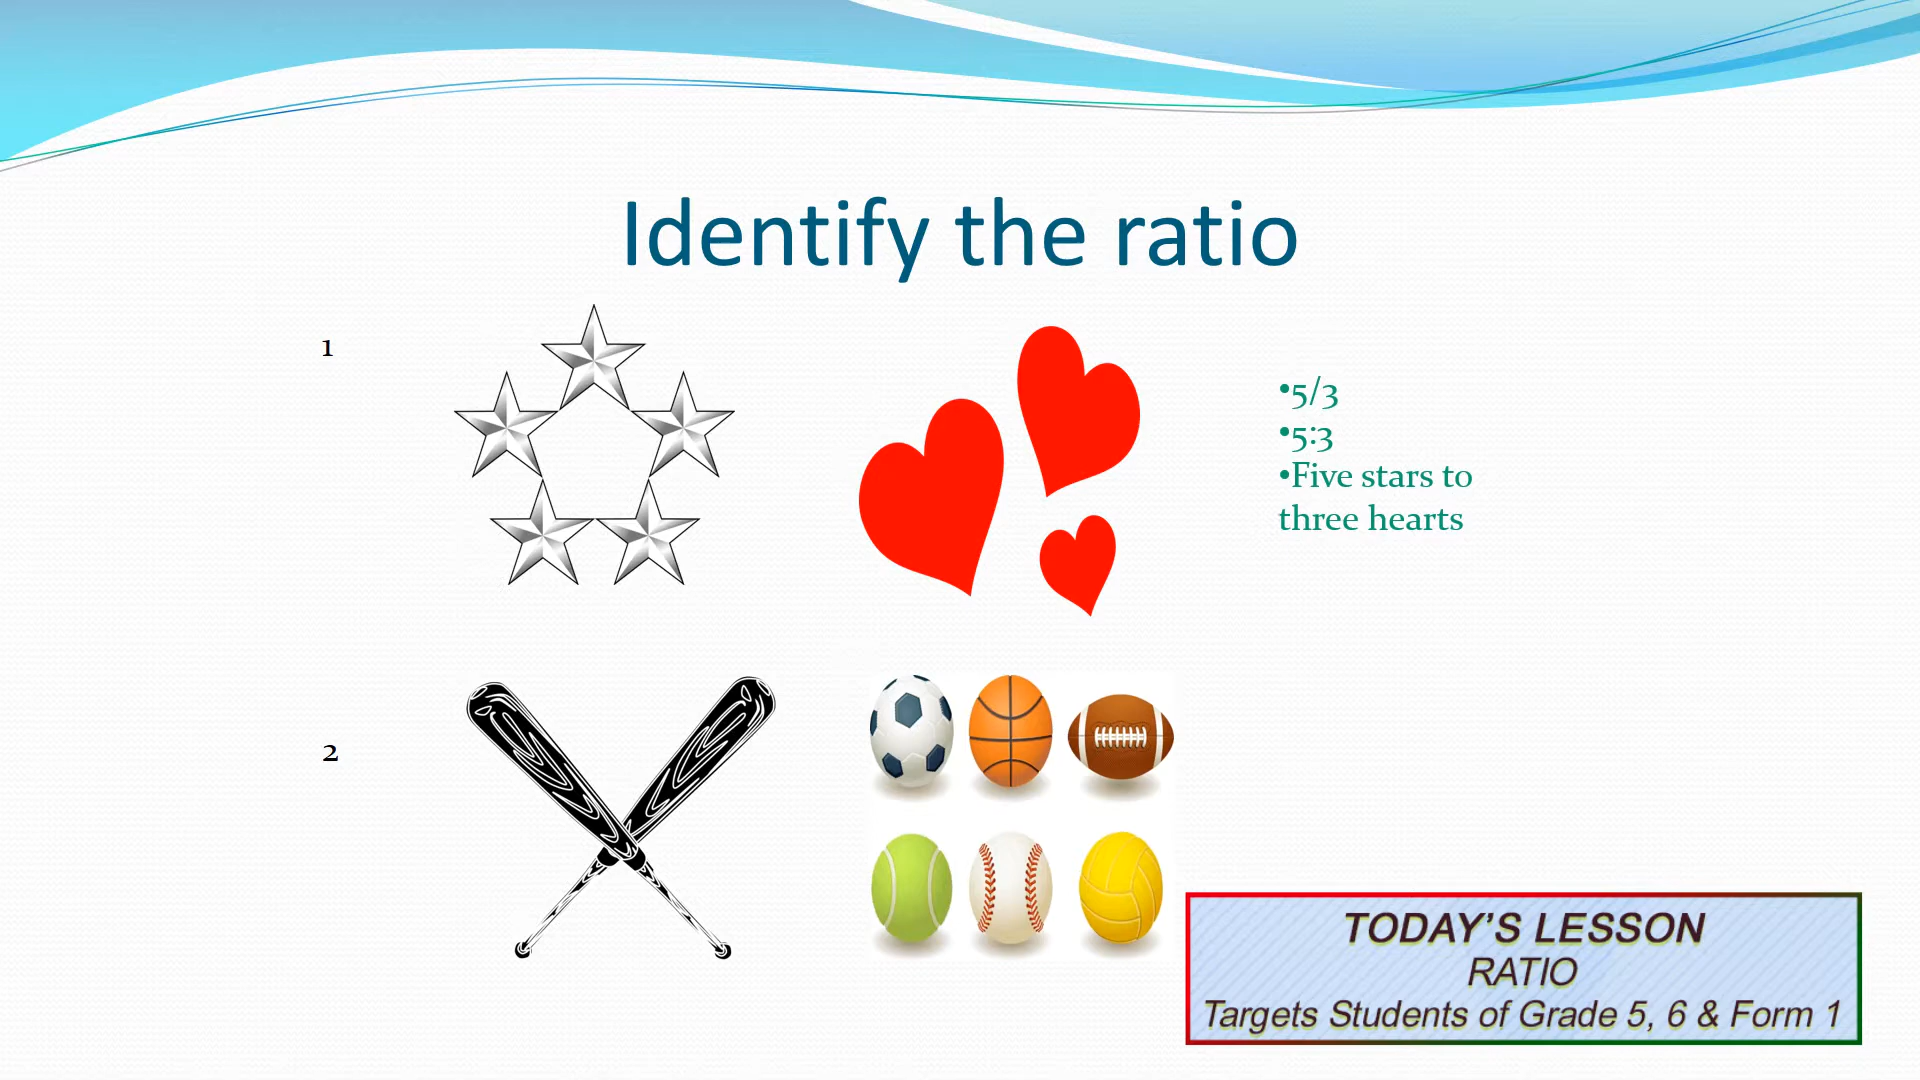 Identify the ratio
1
•5/3
•5:3
•Five stars to
three hearts
2
TODAY'S LESSON
RATIO
Targets Students of Grade 5, 6 & Form 1